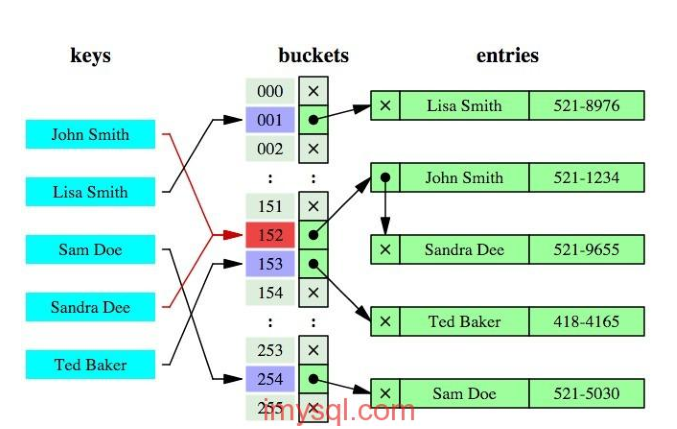 keys buckets entries
000 ×
001 × Lisa Smith 521-8976
John Smith
002 ×
: :
Lisa Smith John Smith 521-1234
151 ×
152
Sam Doe × Sandra Dee 521-9655
153
154 ×
Sandra Dee
: : × Ted Baker 418-4165
253 ×
Ted Baker
254 × Sam Doe 521-5030
255 ×
imysql.com